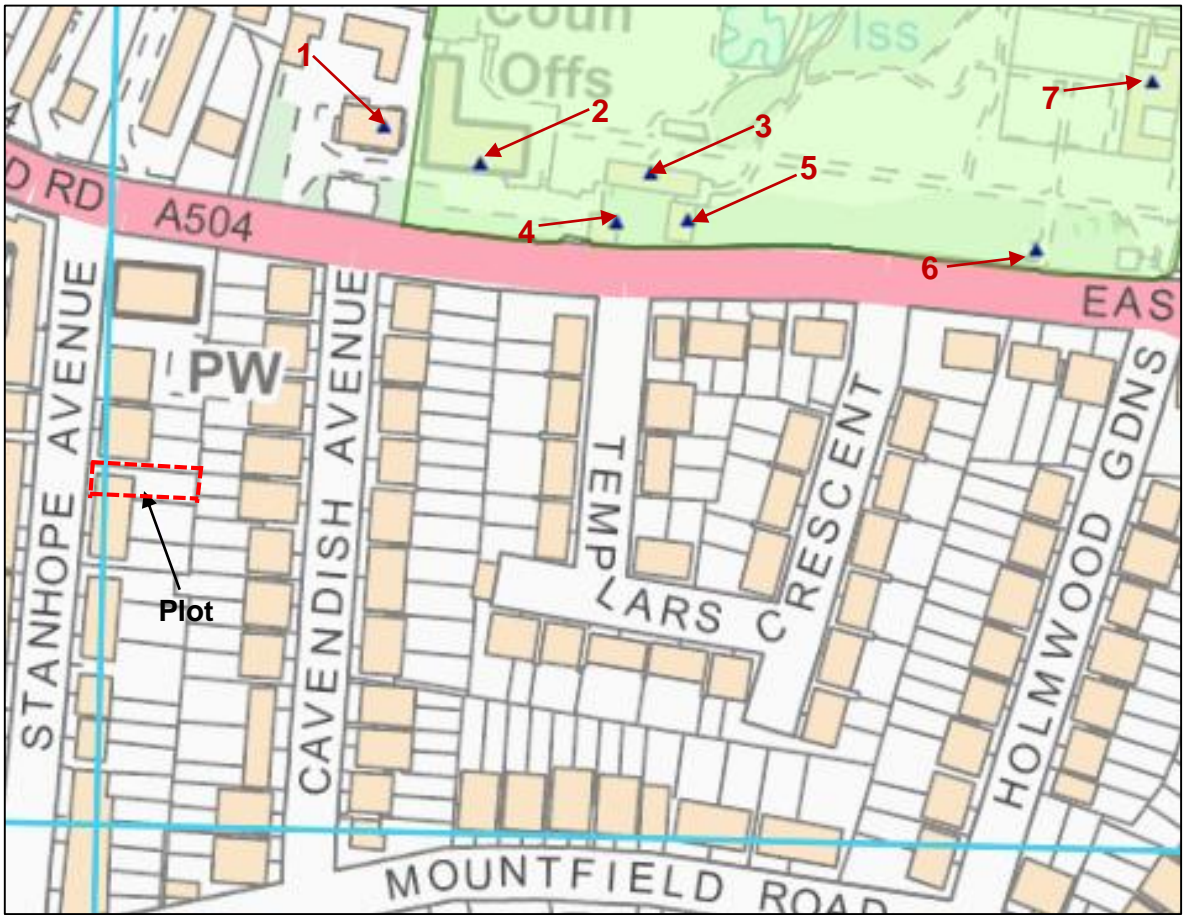 Coun
Offs
Iss
1
2
3
4
5
6
7
4
D RD
A504
EAS
PW
Plot
STANHOPE AVENUE
CAVENDISH AVENUE
TEMPLARS CRESCENT
HOLMWOOD GDNS
MOUNTFIELD ROAD